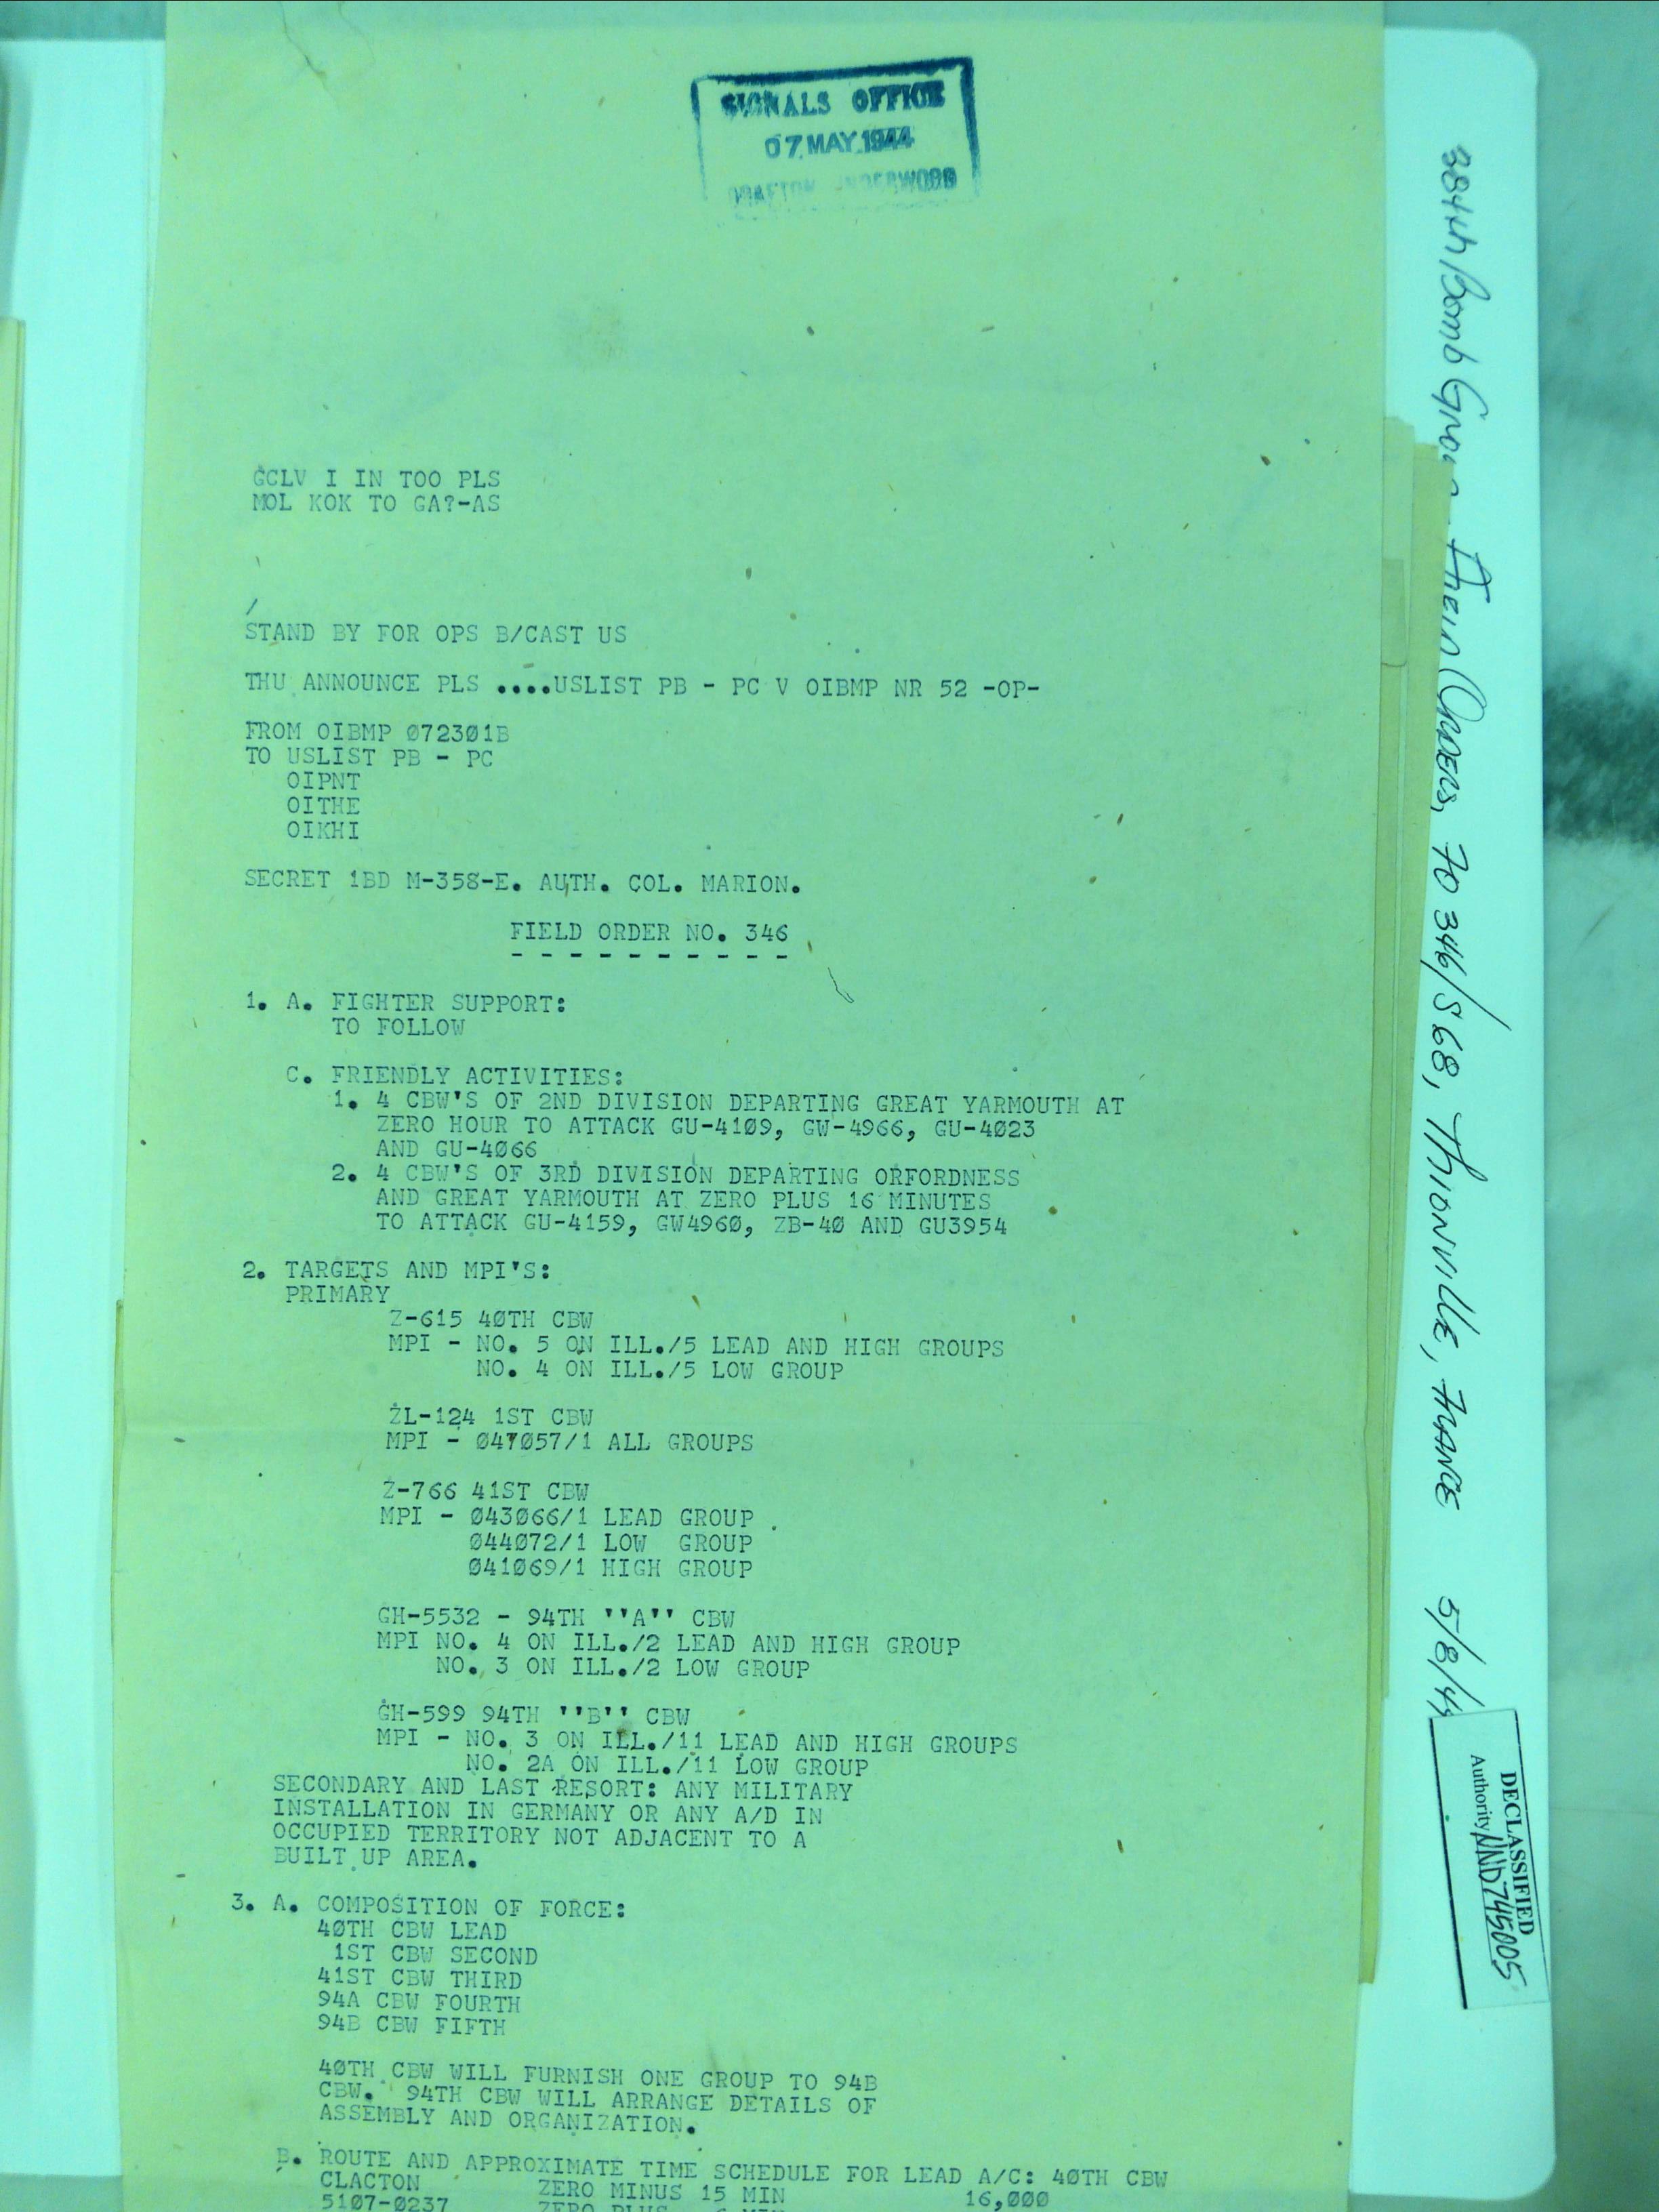 SIGNALS OFFICE
07 MAY 1944
GRAFTON UNDERWOOD
GCLV I IN TOO PLS
MOL KOK TO GA?-AS
/
STAND BY FOR OPS B/CAST US
THU ANNOUNCE PLS ....USLIST PB - PC V OIBMP NR 52 -OP-
FROM OIBMP 072301B
TO USLIST PB - PC
OIPNT
OITHE
OIKHI
SECRET 1BD M-358-E. AUTH. COL. MARION.
FIELD ORDER NO. 346
- - - - - - - - - -
1. A. FIGHTER SUPPORT:
TO FOLLOW
C. FRIENDLY ACTIVITIES:
1. 4 CBW'S OF 2ND DIVISION DEPARTING GREAT YARMOUTH AT
ZERO HOUR TO ATTACK GU-4109, GW-4966, GU-4023
AND GU-4066
2. 4 CBW'S OF 3RD DIVISION DEPARTING ORFORDNESS
AND GREAT YARMOUTH AT ZERO PLUS 16 MINUTES
TO ATTACK GU-4159, GW4960, ZB-40 AND GU3954
2. TARGETS AND MPI'S:
PRIMARY
Z-615 40TH CBW
MPI - NO. 5 ON ILL./5 LEAD AND HIGH GROUPS
NO. 4 ON ILL./5 LOW GROUP
ZL-124 1ST CBW
MPI - 047057/1 ALL GROUPS
Z-766 41ST CBW
MPI - 043066/1 LEAD GROUP
044072/1 LOW GROUP
041069/1 HIGH GROUP
GH-5532 - 94TH ''A'' CBW
MPI NO. 4 ON ILL./2 LEAD AND HIGH GROUP
NO. 3 ON ILL./2 LOW GROUP
GH-599 94TH ''B'' CBW
MPI - NO. 3 ON ILL./11 LEAD AND HIGH GROUPS
NO. 2A ON ILL./11 LOW GROUP
SECONDARY AND LAST RESORT: ANY MILITARY
INSTALLATION IN GERMANY OR ANY A/D IN
OCCUPIED TERRITORY NOT ADJACENT TO A
BUILT UP AREA.
3. A. COMPOSITION OF FORCE:
40TH CBW LEAD
1ST CBW SECOND
41ST CBW THIRD
94A CBW FOURTH
94B CBW FIFTH
40TH CBW WILL FURNISH ONE GROUP TO 94B
CBW. 94TH CBW WILL ARRANGE DETAILS OF
ASSEMBLY AND ORGANIZATION.
B. ROUTE AND APPROXIMATE TIME SCHEDULE FOR LEAD A/C: 40TH CBW
CLACTON ZERO MINUS 15 MIN 16,000
5107-0237 ZERO PLUS
384th Bomb Group Orders, FO 346/S68, Thionville, France 5/8/44
DECLASSIFIED
Authority NND745005